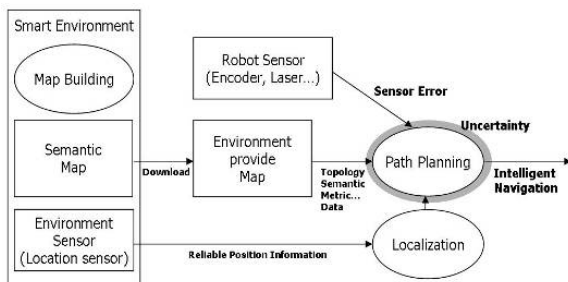 Smart Environment
Map Building
Semantic
Map
Environment
Sensor
(Location sensor)
Robot Sensor
(Encoder, Laser...)
Sensor Error
Download
Environment
provide
Map
Topology
Semantic
Metric...
Data
Uncertainty
Path Planning
Intelligent
Navigation
Reliable Position Information
Localization